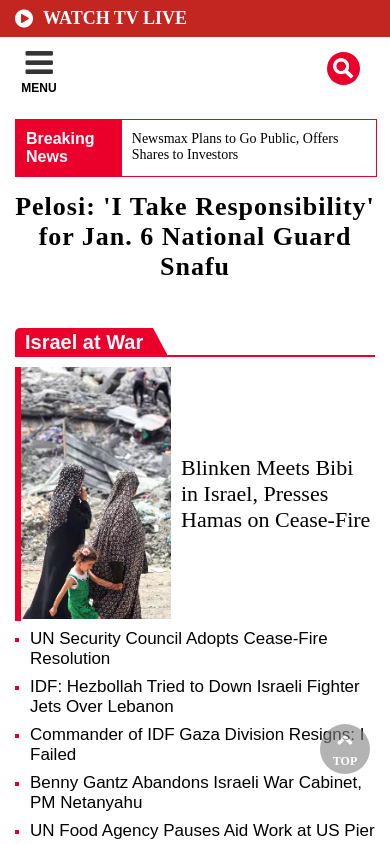 WATCH TV LIVE
MENU
Breaking
News
Newsmax Plans to Go Public, Offers
Shares to Investors
Pelosi: 'I Take Responsibility'
for Jan. 6 National Guard
Snafu
Israel at War
Blinken Meets Bibi
in Israel, Presses
Hamas on Cease-Fire
UN Security Council Adopts Cease-Fire
Resolution
IDF: Hezbollah Tried to Down Israeli Fighter
Jets Over Lebanon
Commander of IDF Gaza Division Resigns: I
Failed
TOP
Benny Gantz Abandons Israeli War Cabinet,
PM Netanyahu
UN Food Agency Pauses Aid Work at US Pier